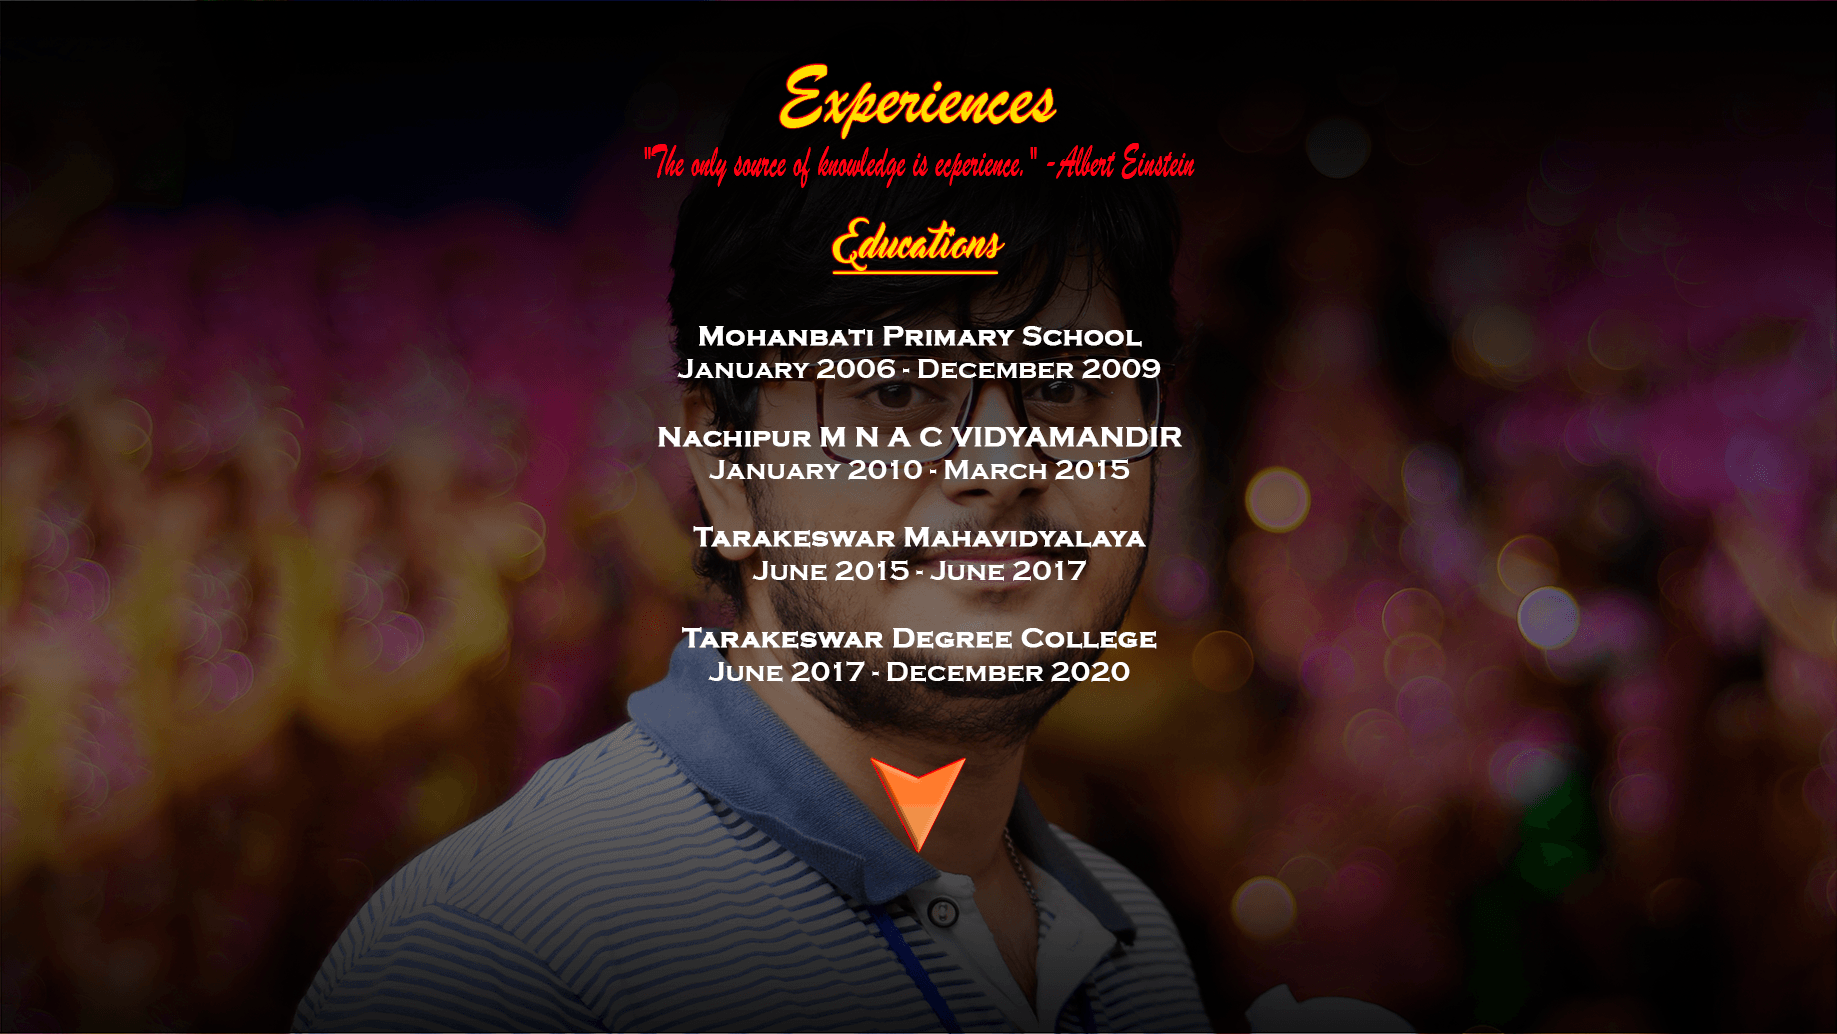 Experiences
"The only source of knowledge is ecperience." -Albert Einstein
Educations
Mohanbati Primary School
January 2006 - December 2009
Nachipur M N A C VIDYAMANDIR
January 2010 - March 2015
Tarakeswar Mahavidyalaya
June 2015 - June 2017
Tarakeswar Degree College
June 2017 - December 2020